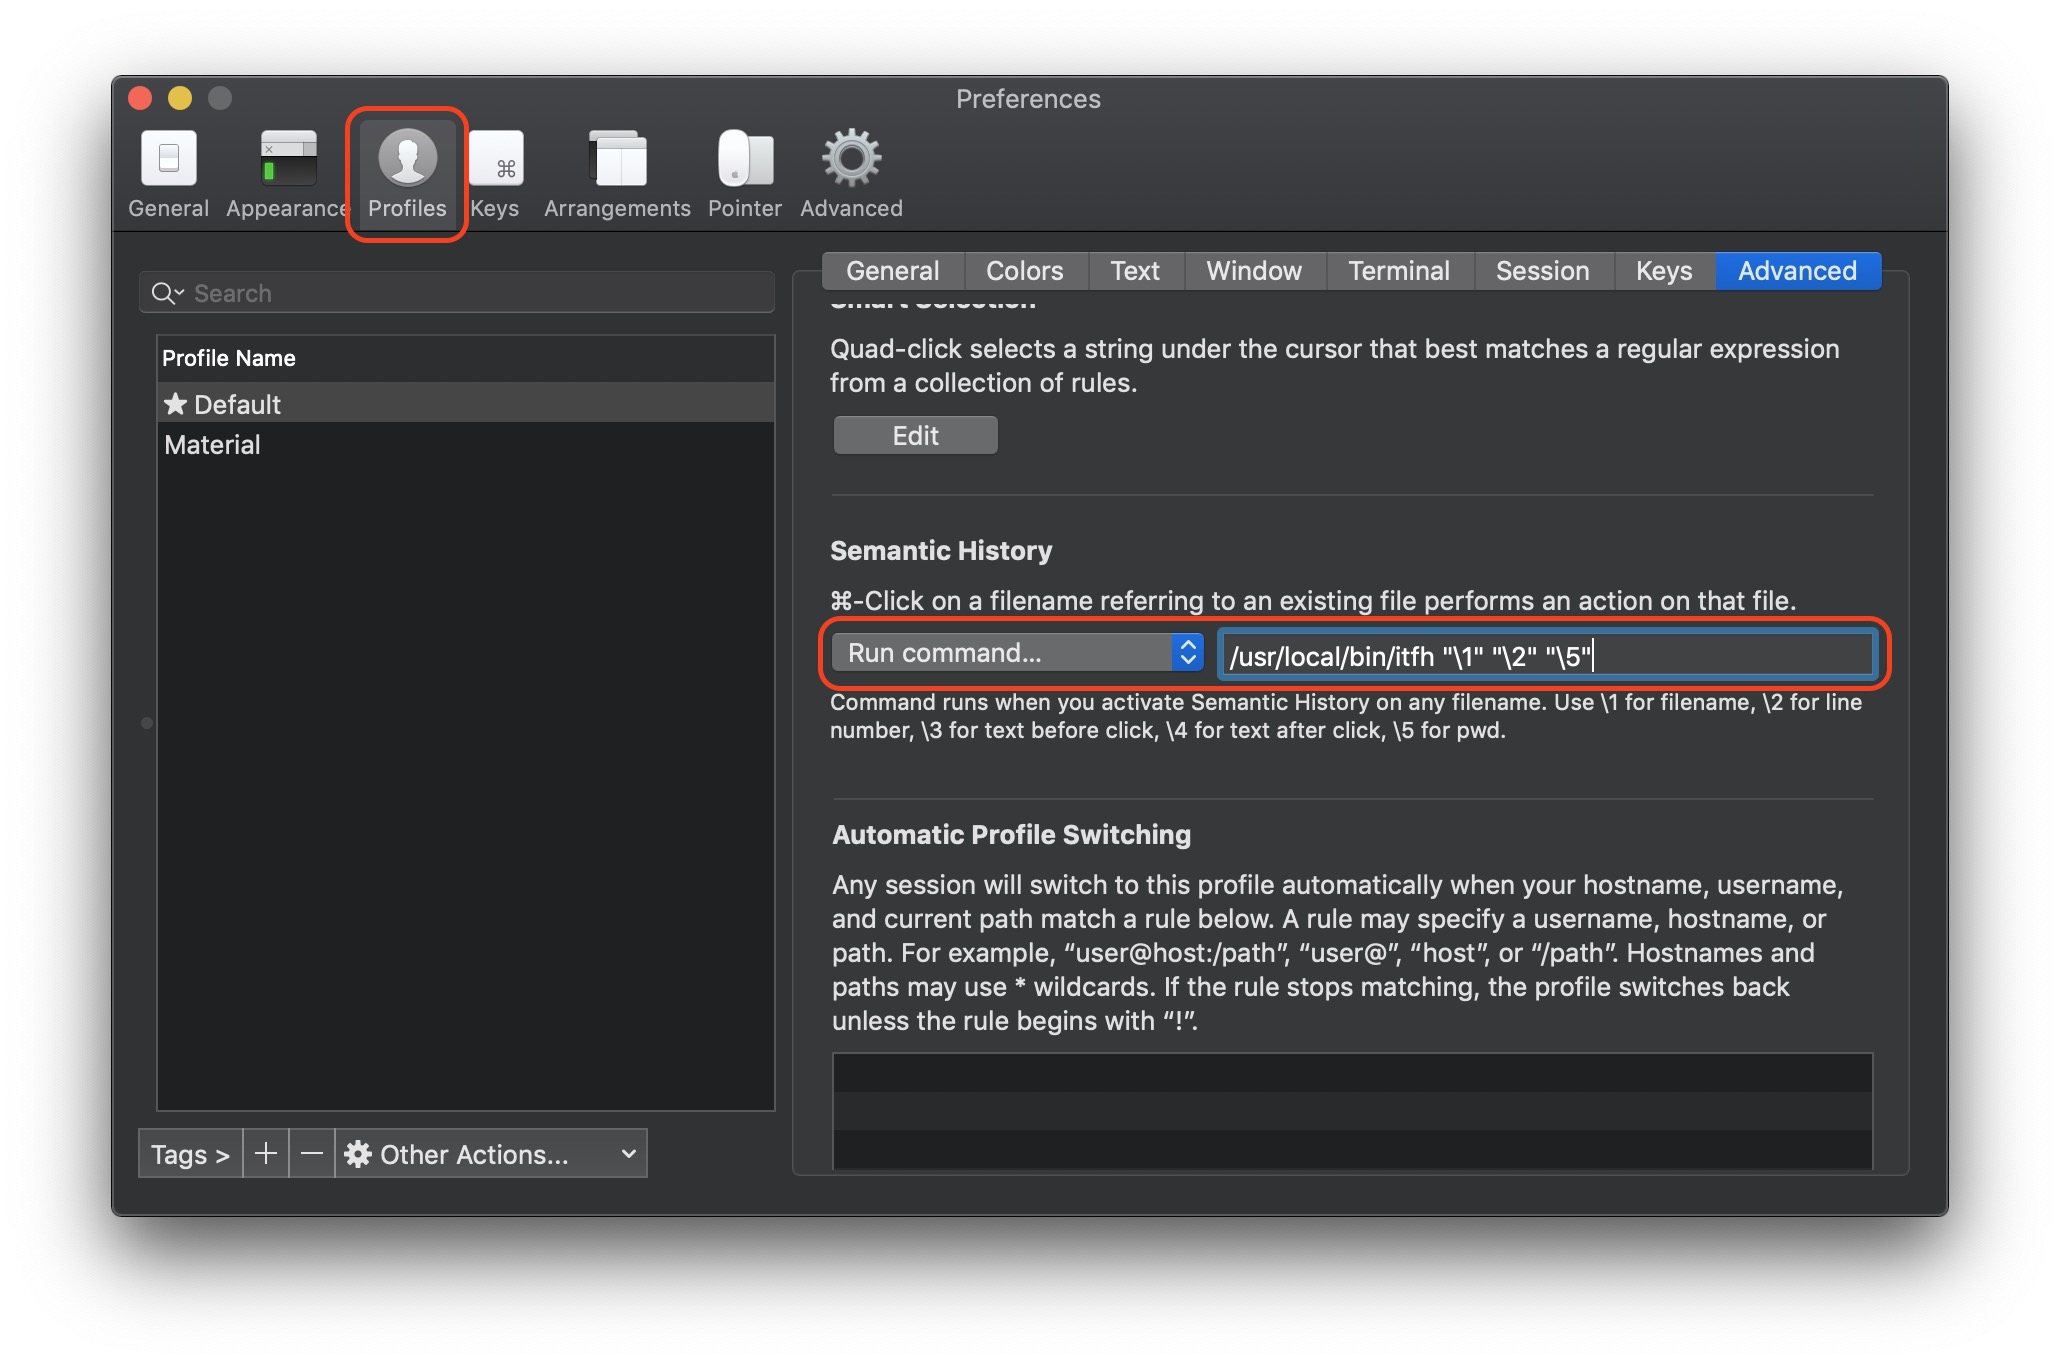 Preferences
General
Appearance
Profiles
Keys
Arrangements
Pointer
Advanced
Search
Profile Name
★ Default
Material
Tags >
+
−
Other Actions...
General
Colors
Text
Window
Terminal
Session
Keys
Advanced
Smart Selection
Quad-click selects a string under the cursor that best matches a regular expression
from a collection of rules.
Edit
Semantic History
⌘-Click on a filename referring to an existing file performs an action on that file.
Run command...
/usr/local/bin/itfh "\1" "\2" "\5"
Command runs when you activate Semantic History on any filename. Use \1 for filename, \2 for line
number, \3 for text before click, \4 for text after click, \5 for pwd.
Automatic Profile Switching
Any session will switch to this profile automatically when your hostname, username,
and current path match a rule below. A rule may specify a username, hostname, or
path. For example, “user@host:/path”, “user@”, “host”, or “/path”. Hostnames and
paths may use * wildcards. If the rule stops matching, the profile switches back
unless the rule begins with “!”.